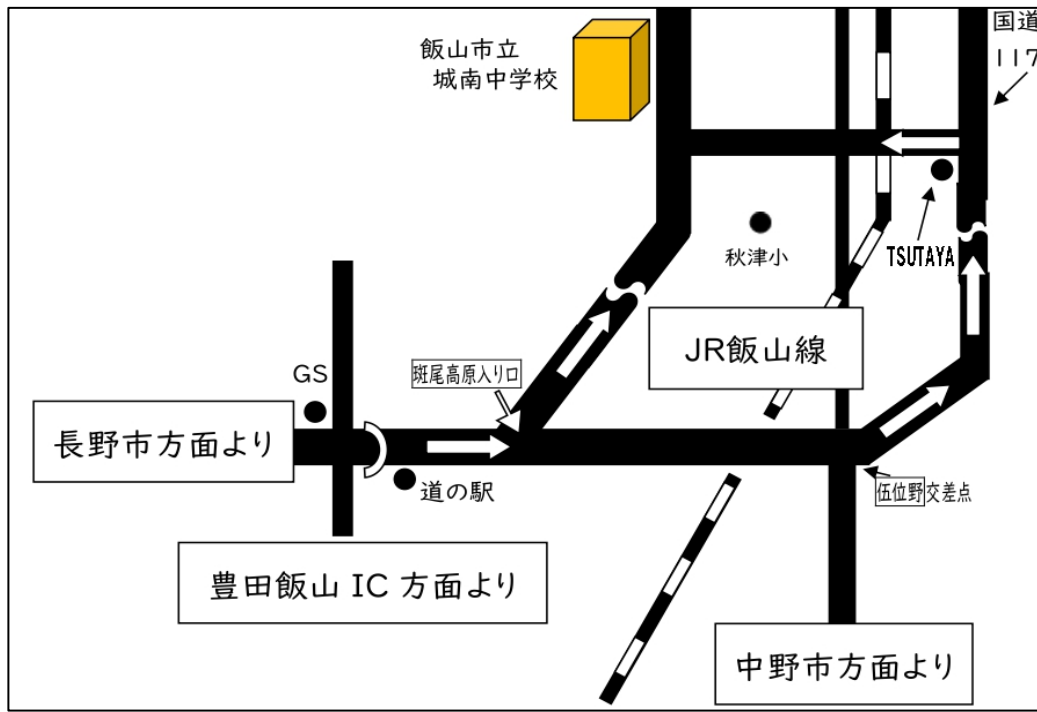 飯山市立
城南中学校
国道
117
秋津小
TSUTAYA
JR飯山線
GS
斑尾高原入り口
長野市方面より
道の駅
伍位野交差点
豊田飯山 IC 方面より
中野市方面より